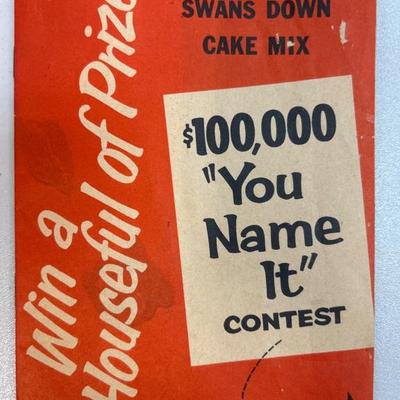 SWANS DOWN
CAKE MIX
$100,000
"You
Name
It"
CONTEST
Win a
Houseful of Prize